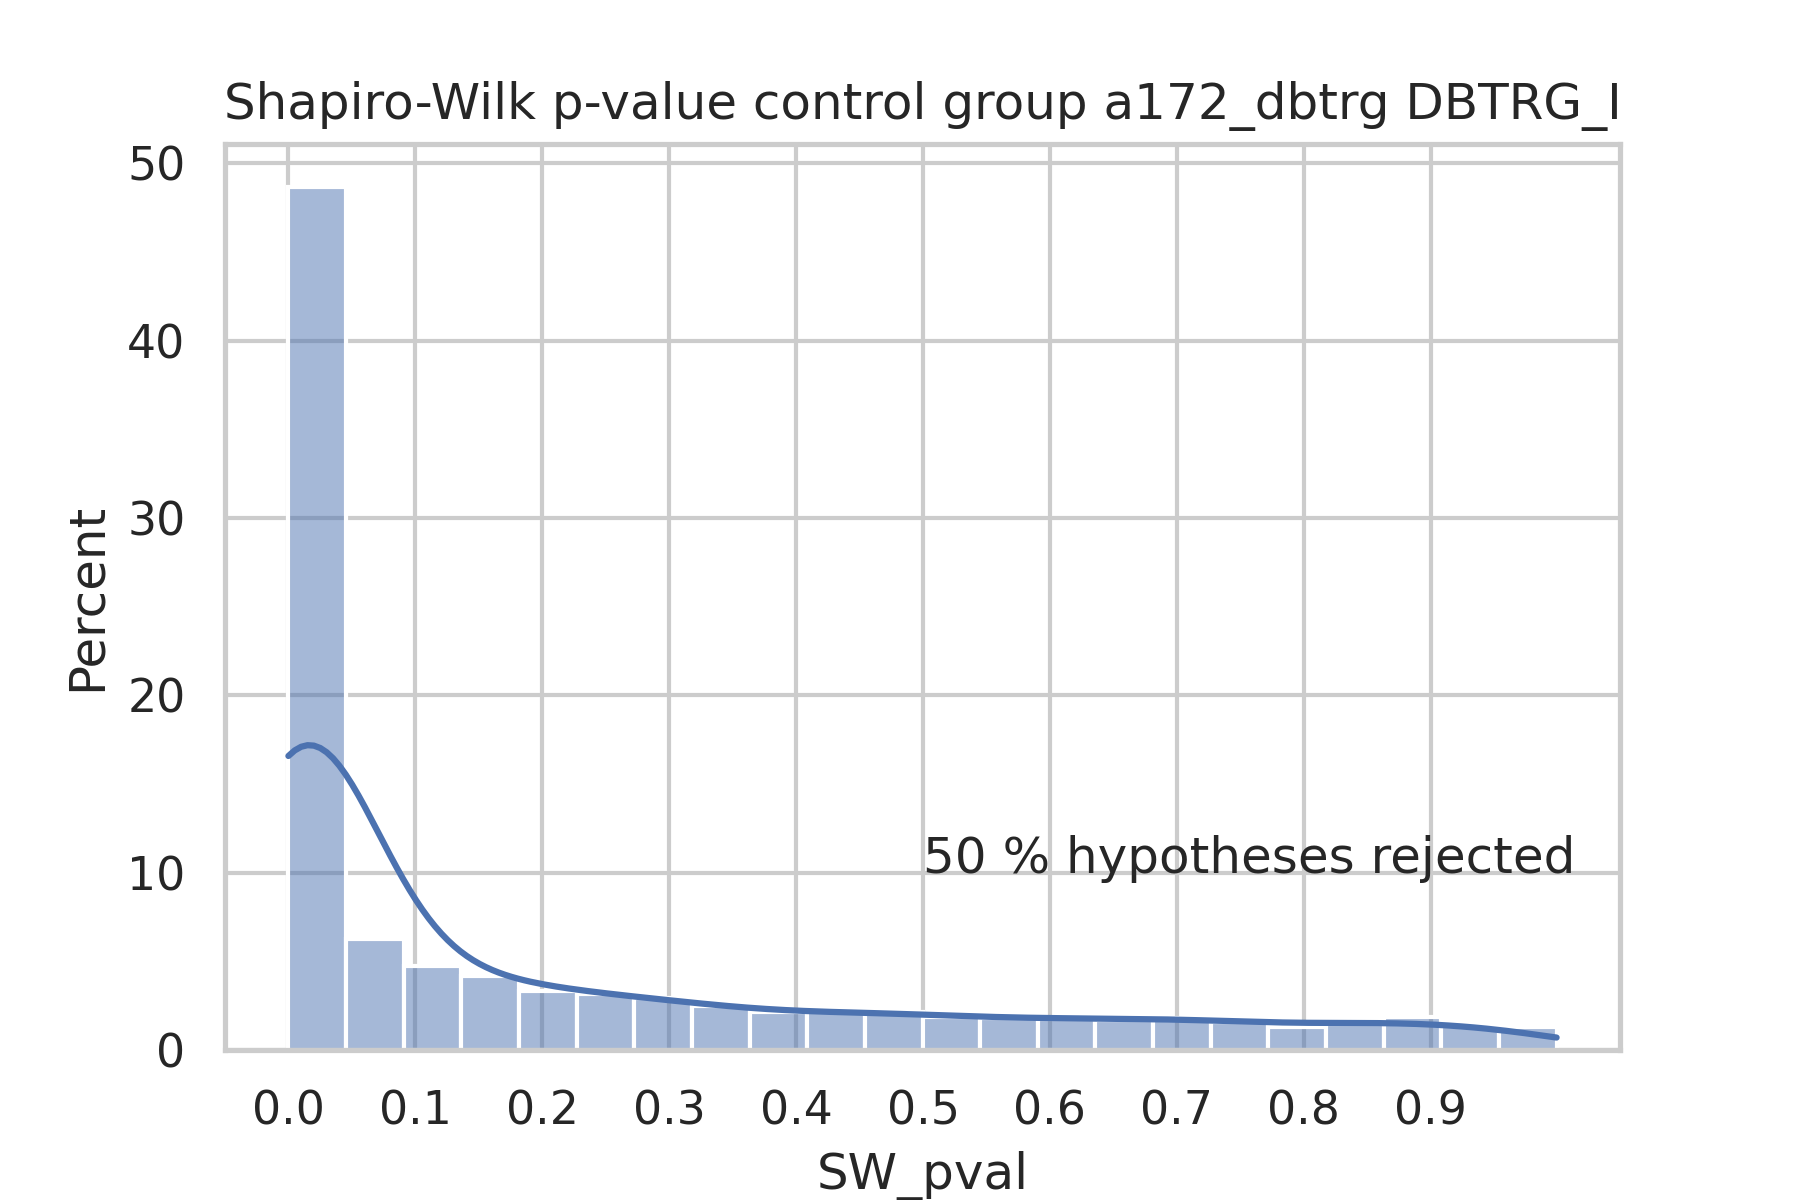 Shapiro-Wilk p-value control group a172_dbtrg DBTRG_I
50
40
30
20
10
0
Percent
50 % hypotheses rejected
0.0 0.1 0.2 0.3 0.4 0.5 0.6 0.7 0.8 0.9
SW_pval